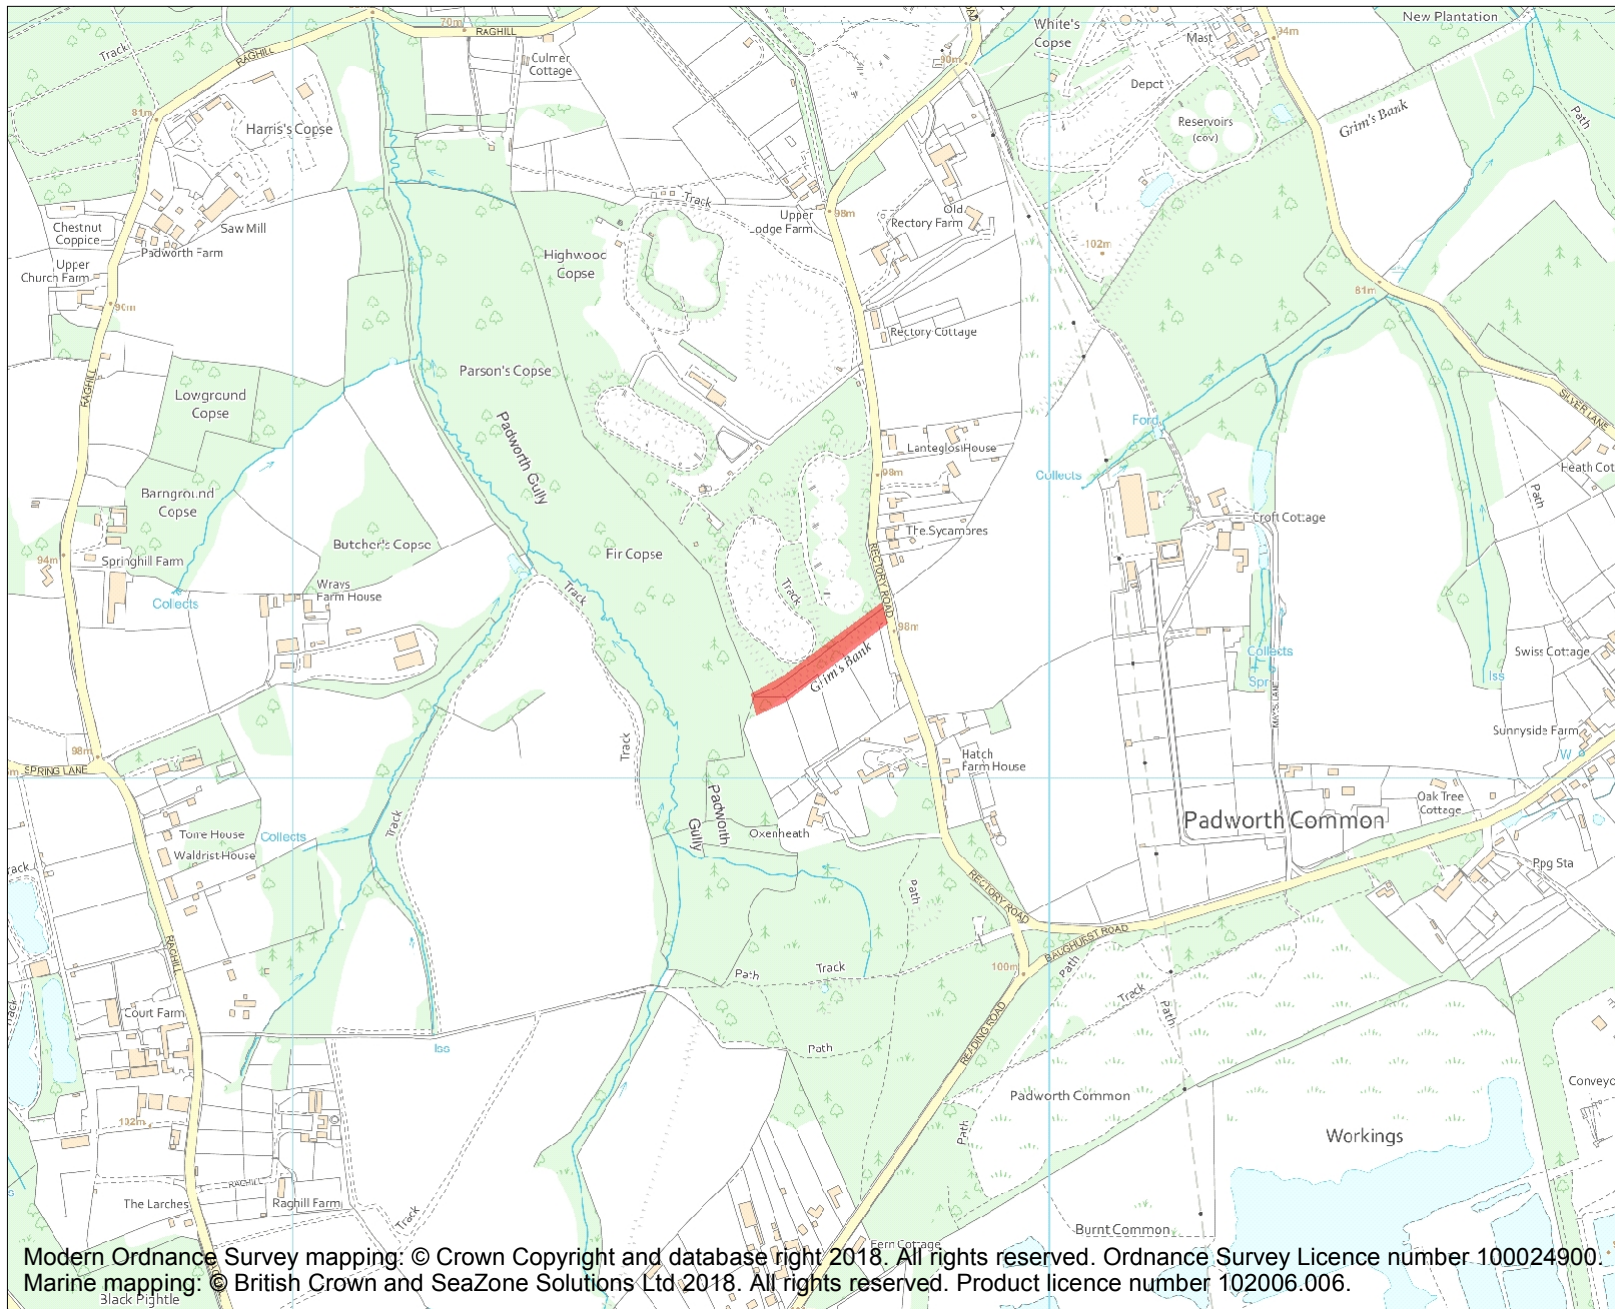 70m
RAGHILL
Culmer
Cottage
Track
RAGHILL
81m
Harris's Copse
White's
Copse
90m
Mast
94m
New Plantation
Depot
Reservoirs
(cov)
Grim's Bank
Path
Chestnut
Coppice
Saw Mill
Padworth Farm
Upper
Church Farm
90m
Track
Upper
Lodge Farm
98m
Old
Rectory Farm
102m
Highwood
Copse
Rectory Cottage
81m
SILVER LANE
RAGHILL
Lowground
Copse
Parson's Copse
Padworth Gully
Lanteglos House
Ford
Collects
98m
Heath Cot
Path
Barnground
Copse
Butcher's Copse
Fir Copse
The Sycamores
Croft Cottage
94m
Springhill Farm
Collects
Wrays
Farm House
Track
Track
RECTORY ROAD
98m
Grim's Bank
Collects
Spr
Swiss Cottage
Iss
MAYS LANE
Sunnyside Farm
W
98m
SPRING LANE
Track
Hatch
Farm House
Padworth Common
Oak Tree
Cottage
Tome House
Waldrist House
Collects
Track
Padworth
Gully
Oxenheath
Ppg Sta
Track
Path
RECTORY ROAD
BAUGHURST ROAD
100m
Path
RAGHILL
Path
Track
Track
Path
Court Farm
Track
Iss
Path
READING ROAD
Padworth Common
Path
Conveyo
102m
Workings
The Larches
RAGHILL
Raghill Farm
Track
Burnt Common
Fern Cottage
Modern Ordnance Survey mapping: © Crown Copyright and database right 2018. All rights reserved. Ordnance Survey Licence number 100024900.
Marine mapping: © British Crown and SeaZone Solutions Ltd 2018. All rights reserved. Product licence number 102006.006.
Black Pightle